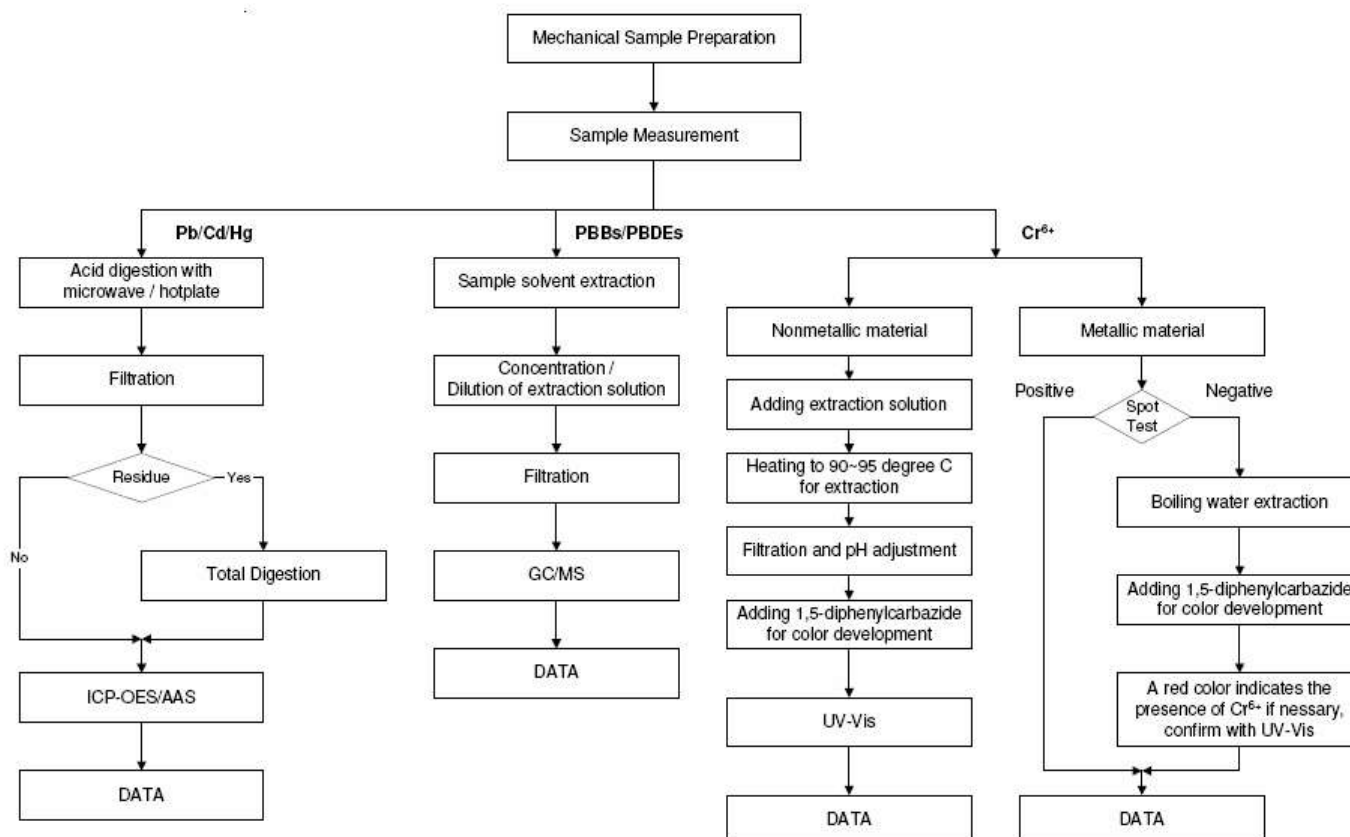 Mechanical Sample Preparation
Sample Measurement
Pb/Cd/Hg
PBBs/PBDEs
Cr⁶⁺
Acid digestion with
microwave / hotplate
Filtration
Residue
Yes
No
Total Digestion
ICP-OES/AAS
DATA
Sample solvent extraction
Concentration /
Dilution of extraction solution
Filtration
GC/MS
DATA
Nonmetallic material
Adding extraction solution
Heating to 90~95 degree C
for extraction
Filtration and pH adjustment
Adding 1,5-diphenylcarbazide
for color development
UV-Vis
DATA
Metallic material
Positive
Spot
Test
Negative
Boiling water extraction
Adding 1,5-diphenylcarbazide
for color development
A red color indicates the
presence of Cr⁶⁺ if nessary,
confirm with UV-Vis
DATA